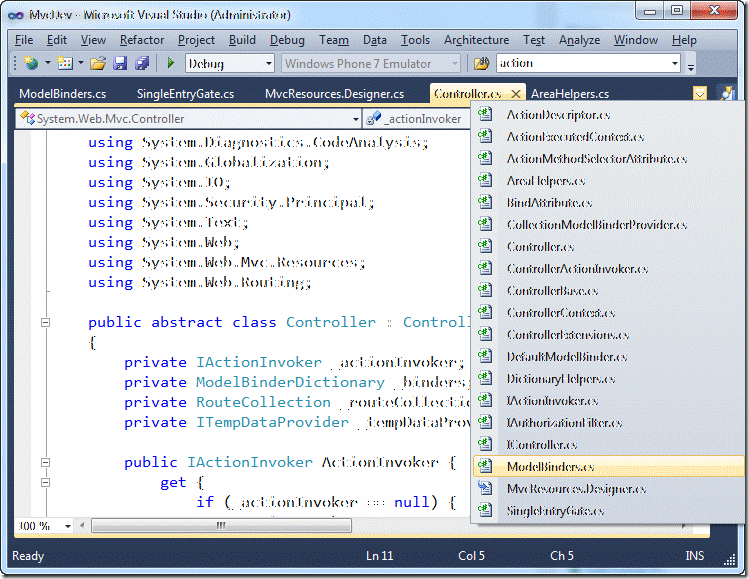 MvcDev - Microsoft Visual Studio (Administrator)
File Edit View Refactor Project Build Debug Team Data Tools Architecture Test Analyze Window Help
Debug Windows Phone 7 Emulator action
ModelBinders.cs SingleEntryGate.cs MvcResources.Designer.cs Controller.cs AreaHelpers.cs
System.Web.Mvc.Controller _actionInvoker
using System.Diagnostics.CodeAnalysis;
using System.Globalization;
using System.IO;
using System.Security.Principal;
using System.Text;
using System.Web;
using System.Web.Mvc.Resources;
using System.Web.Routing;
public abstract class Controller : Control
{
private IActionInvoker _actionInvoker;
private ModelBinderDictionary _binders;
private RouteCollection _routeCollecti
private ITempDataProvider _tempDataPro
public IActionInvoker ActionInvoker {
get {
if (_actionInvoker == null) {
ActionDescriptor.cs
ActionExecutedContext.cs
ActionMethodSelectorAttribute.cs
AreaHelpers.cs
BindAttribute.cs
CollectionModelBinderProvider.cs
Controller.cs
ControllerActionInvoker.cs
ControllerBase.cs
ControllerContext.cs
ControllerExtensions.cs
DefaultModelBinder.cs
DictionaryHelpers.cs
IActionInvoker.cs
IAuthorizationFilter.cs
IController.cs
ModelBinders.cs
MvcResources.Designer.cs
SingleEntryGate.cs
100 %
Ready Ln 11 Col 5 Ch 5 INS